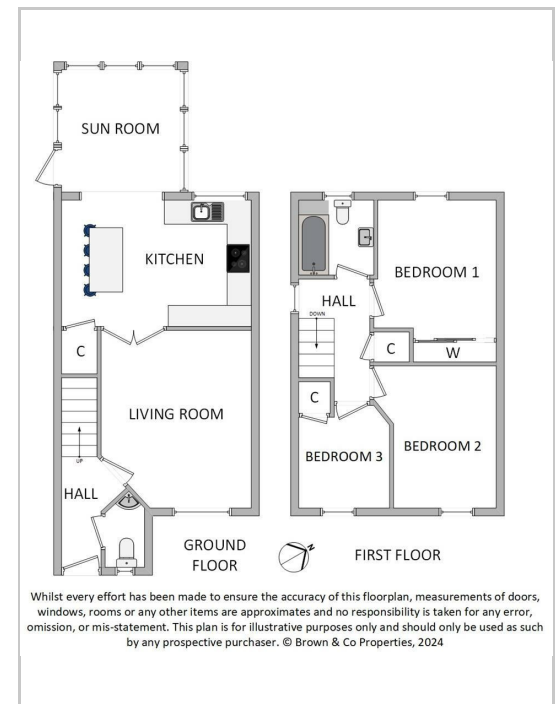 SUN ROOM
KITCHEN
C
LIVING ROOM
UP
HALL
GROUND
FLOOR
BEDROOM 1
HALL
DOWN
C
W
C
BEDROOM 2
BEDROOM 3
N
FIRST FLOOR
Whilst every effort has been made to ensure the accuracy of this floorplan, measurements of doors,
windows, rooms or any other items are approximates and no responsibility is taken for any error,
omission, or mis-statement. This plan is for illustrative purposes only and should only be used as such
by any prospective purchaser. © Brown & Co Properties, 2024